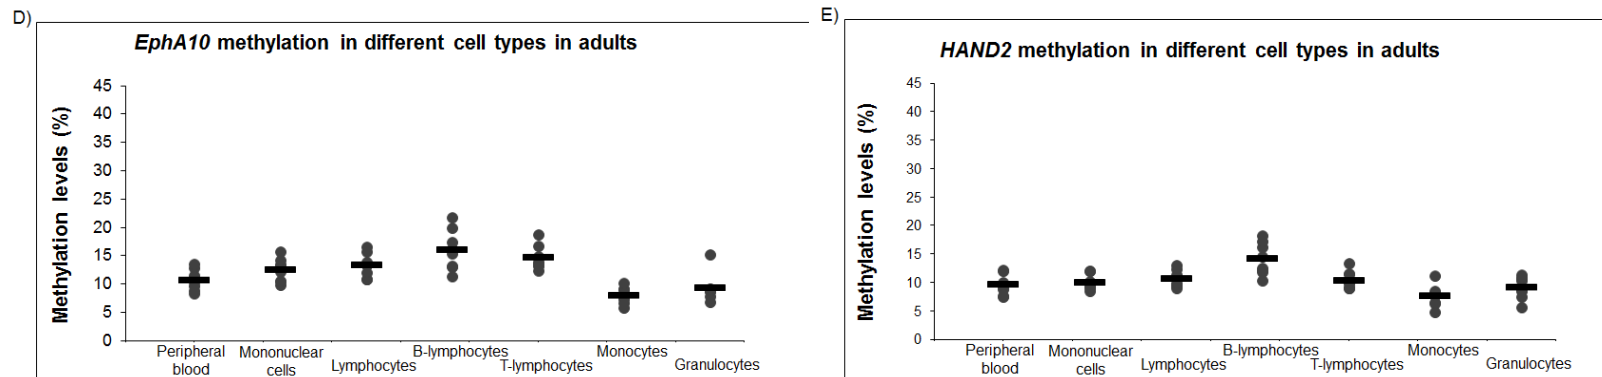 D)
EphA10 methylation in different cell types in adults
Methylation levels (%)
45
40
35
30
25
20
15
10
5
0
Peripheral
blood
Mononuclear
cells
Lymphocytes
B-lymphocytes
T-lymphocytes
Monocytes
Granulocytes
E)
HAND2 methylation in different cell types in adults
Methylation levels (%)
45
40
35
30
25
20
15
10
5
0
Peripheral
blood
Mononuclear
cells
Lymphocytes
B-lymphocytes
T-lymphocytes
Monocytes
Granulocytes